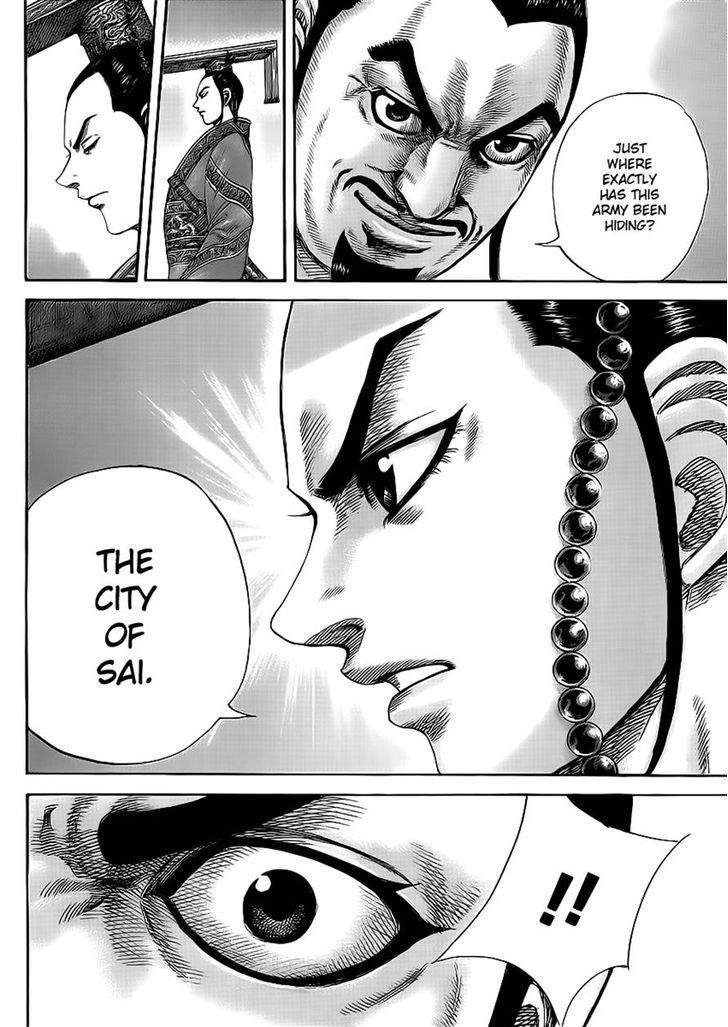 JUST
WHERE
EXACTLY
HAS THIS
ARMY BEEN
HIDING?
THE
CITY
OF
SAI.
!!